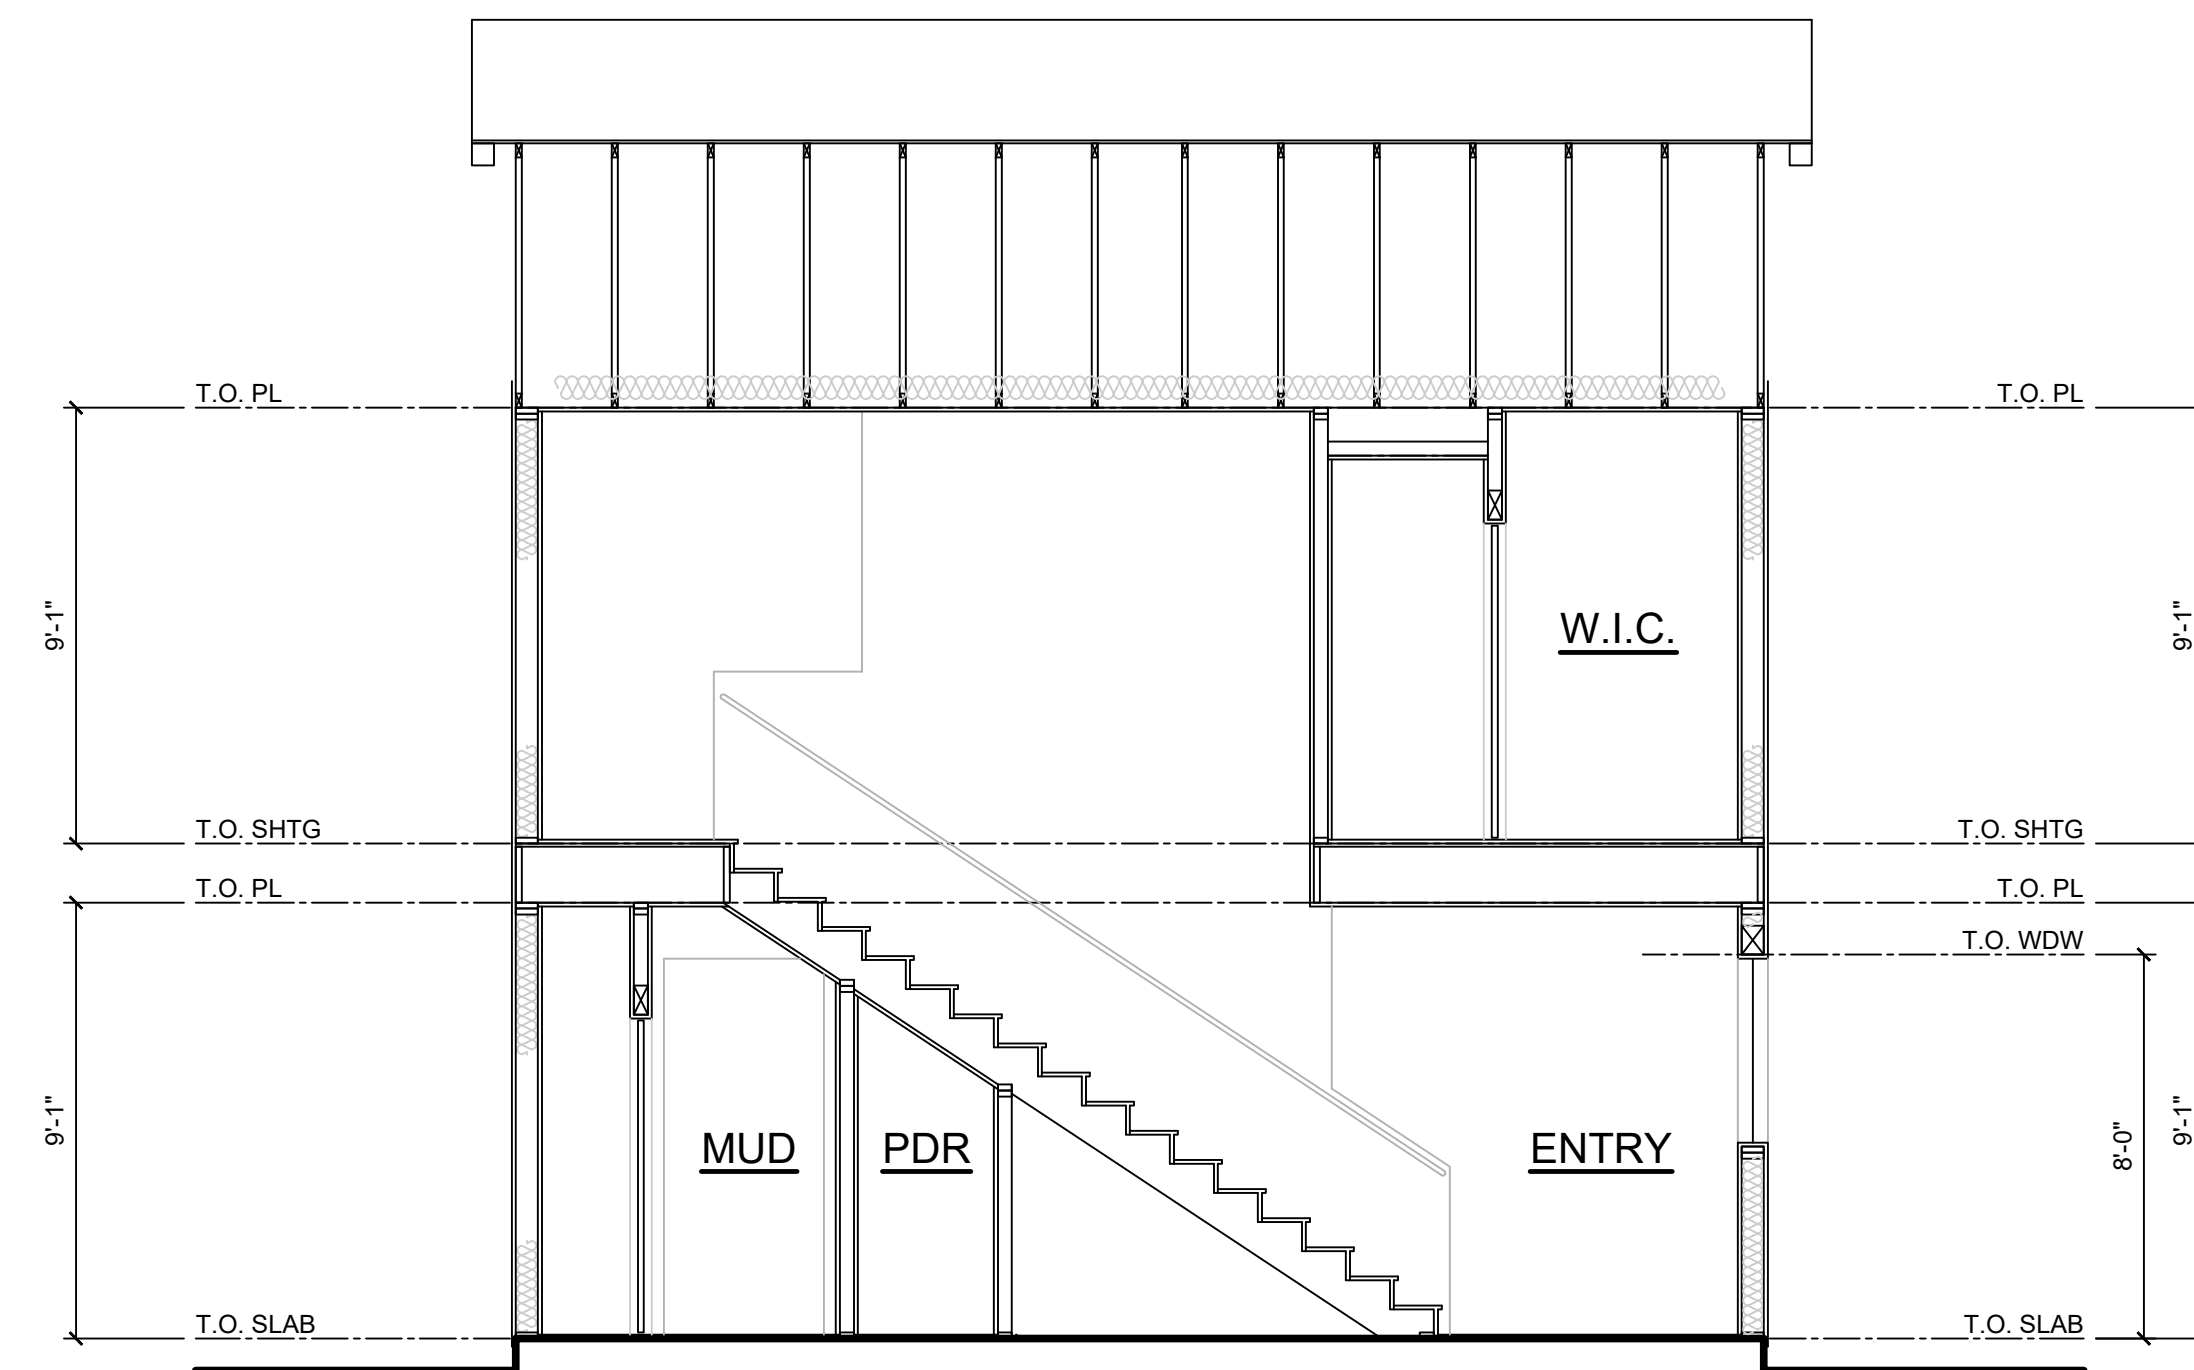 T.O. PL
T.O. PL
9'-1"
W.I.C.
9'-1"
T.O. SHTG
T.O. SHTG
T.O. PL
T.O. PL
T.O. WDW
9'-1"
MUD
PDR
ENTRY
8'-0"
9'-1"
T.O. SLAB
T.O. SLAB